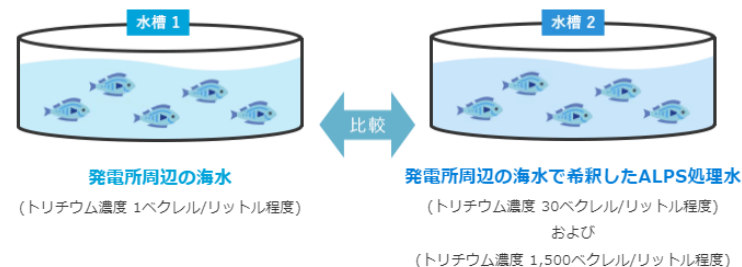 水槽 1
水槽 2
比較
発電所周辺の海水
(トリチウム濃度 1ベクレル/リットル程度)
発電所周辺の海水で希釈したALPS処理水
(トリチウム濃度 30ベクレル/リットル程度)
および
(トリチウム濃度 1,500ベクレル/リットル程度)